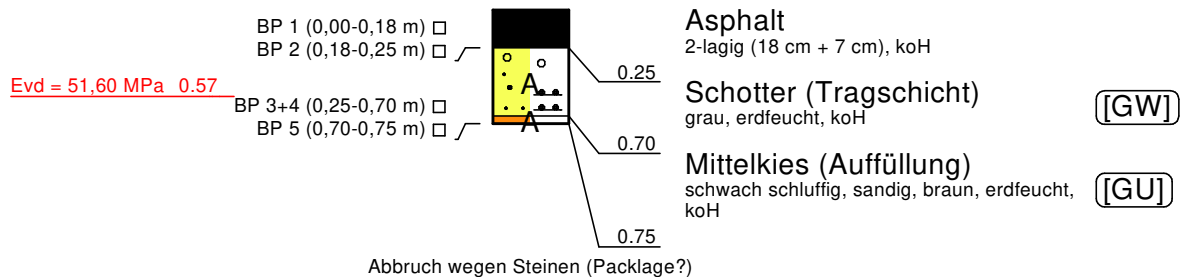 BP 1 (0,00-0,18 m)
BP 2 (0,18-0,25 m)
Evd = 51,60 MPa 0.57
BP 3+4 (0,25-0,70 m)
BP 5 (0,70-0,75 m)
A
A
0.25
0.70
0.75
Asphalt
2-lagig (18 cm + 7 cm), koH
Schotter (Tragschicht)
grau, erdfeucht, koH
[GW]
Mittelkies (Auffüllung)
schwach schluffig, sandig, braun, erdfeucht,
koH
[GU]
Abbruch wegen Steinen (Packlage?)